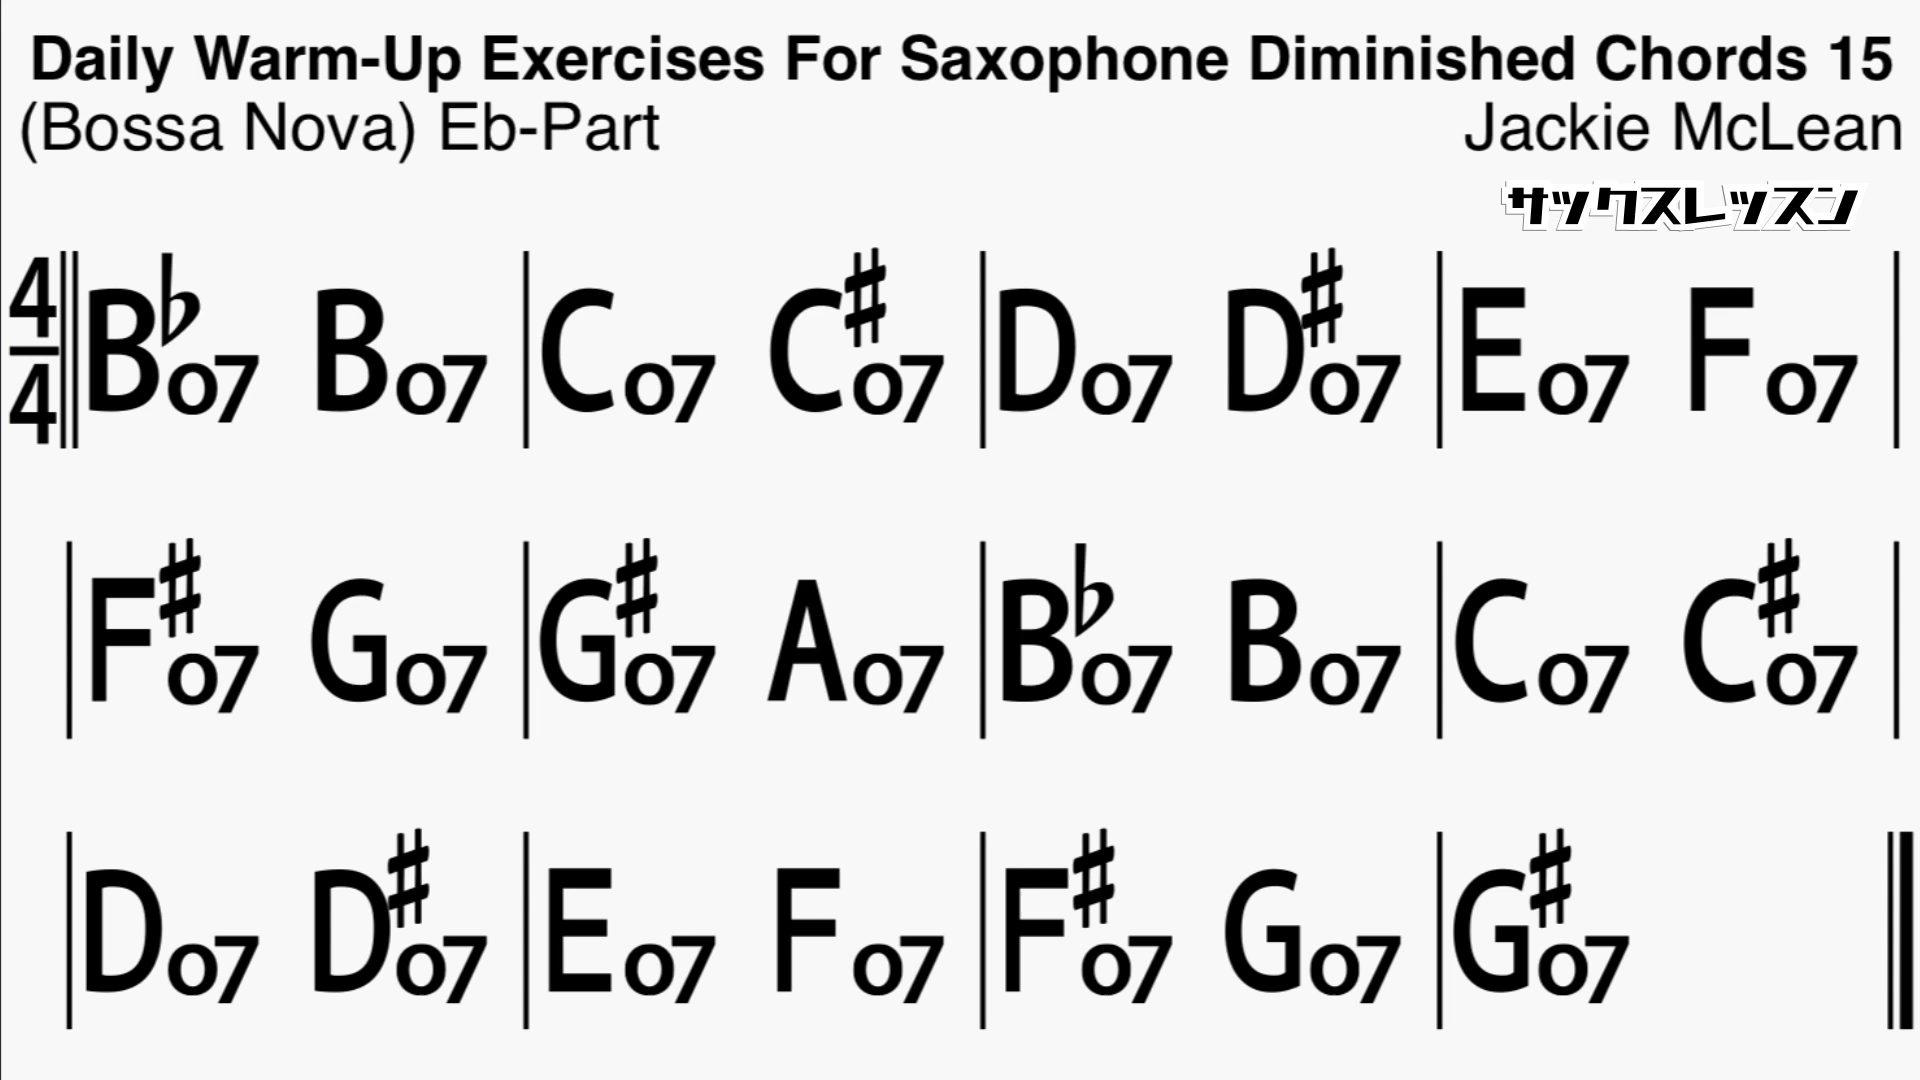 Daily Warm-Up Exercises For Saxophone Diminished Chords 15
(Bossa Nova) Eb-Part Jackie McLean
サックスレッスン
4/4 B♭o7 Bo7 | Co7 C♯o7 | Do7 D♯o7 | Eo7 Fo7 |
| F♯o7 Go7 | G♯o7 Ao7 | B♭o7 Bo7 | Co7 C♯o7 |
| Do7 D♯o7 | Eo7 Fo7 | F♯o7 Go7 | G♯o7